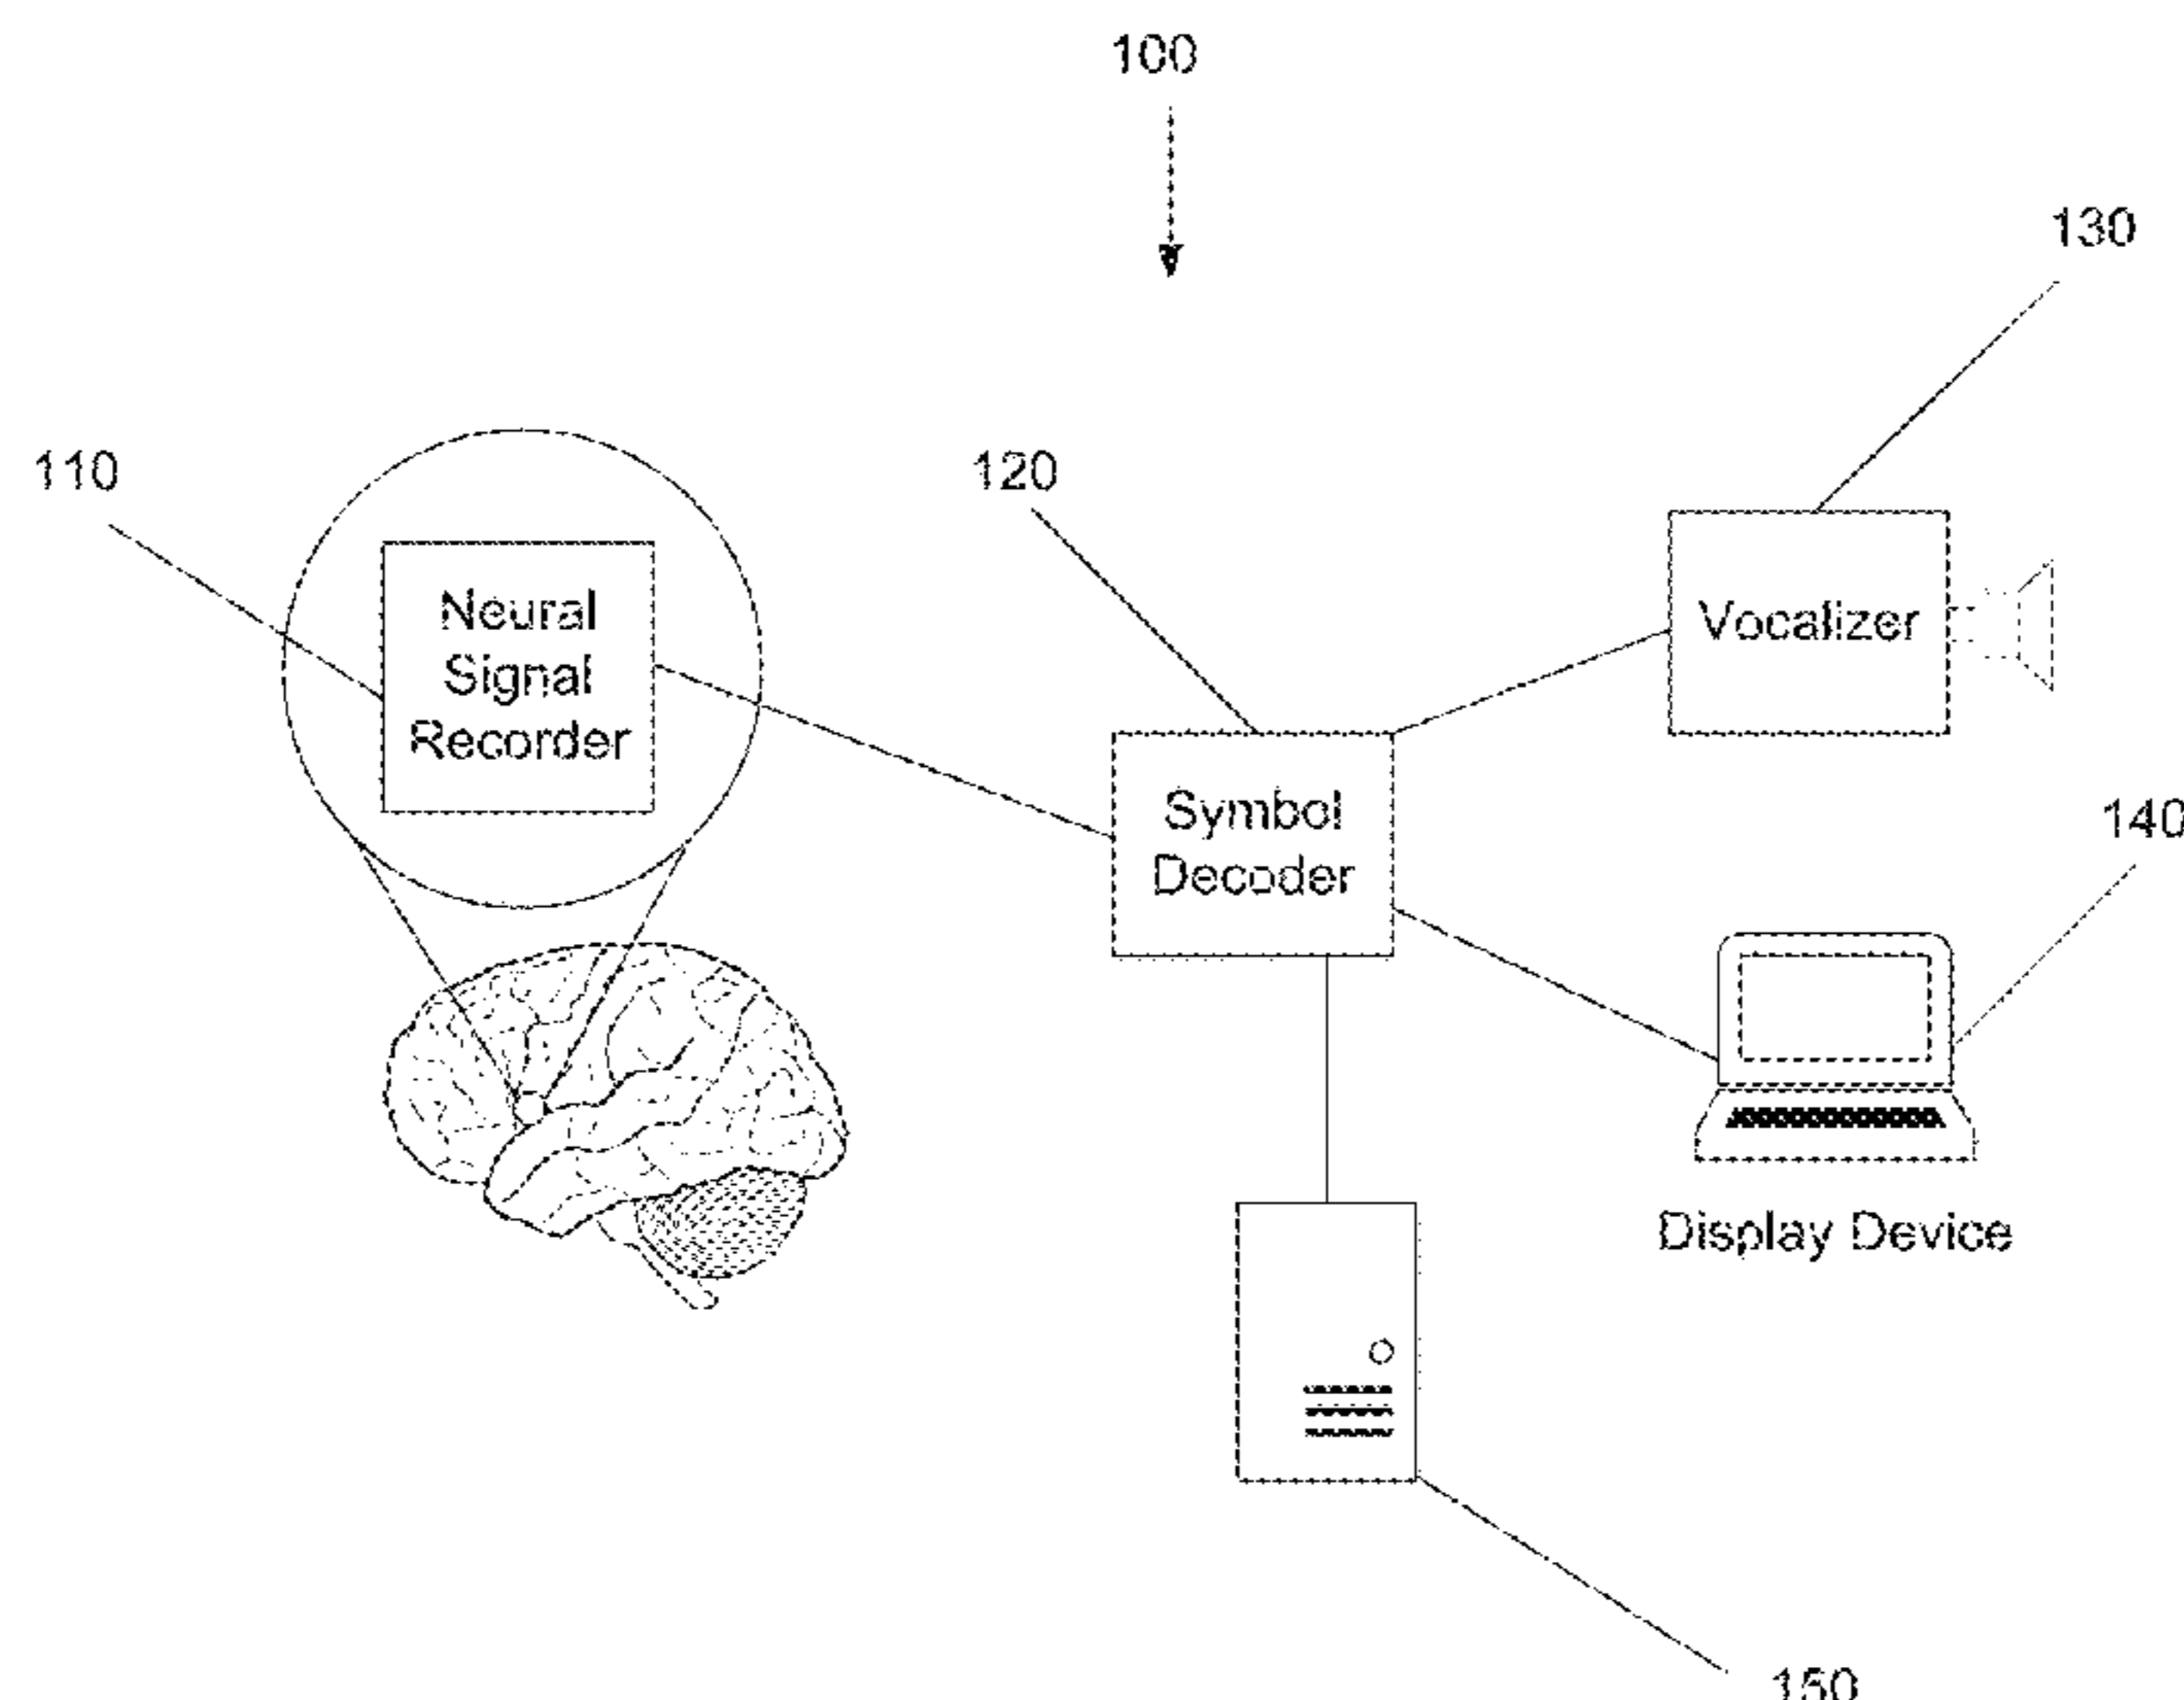 100
130
110
120
Neural
Signal
Recorder
Vocalizer
Symbol
Decoder
140
Display Device
150